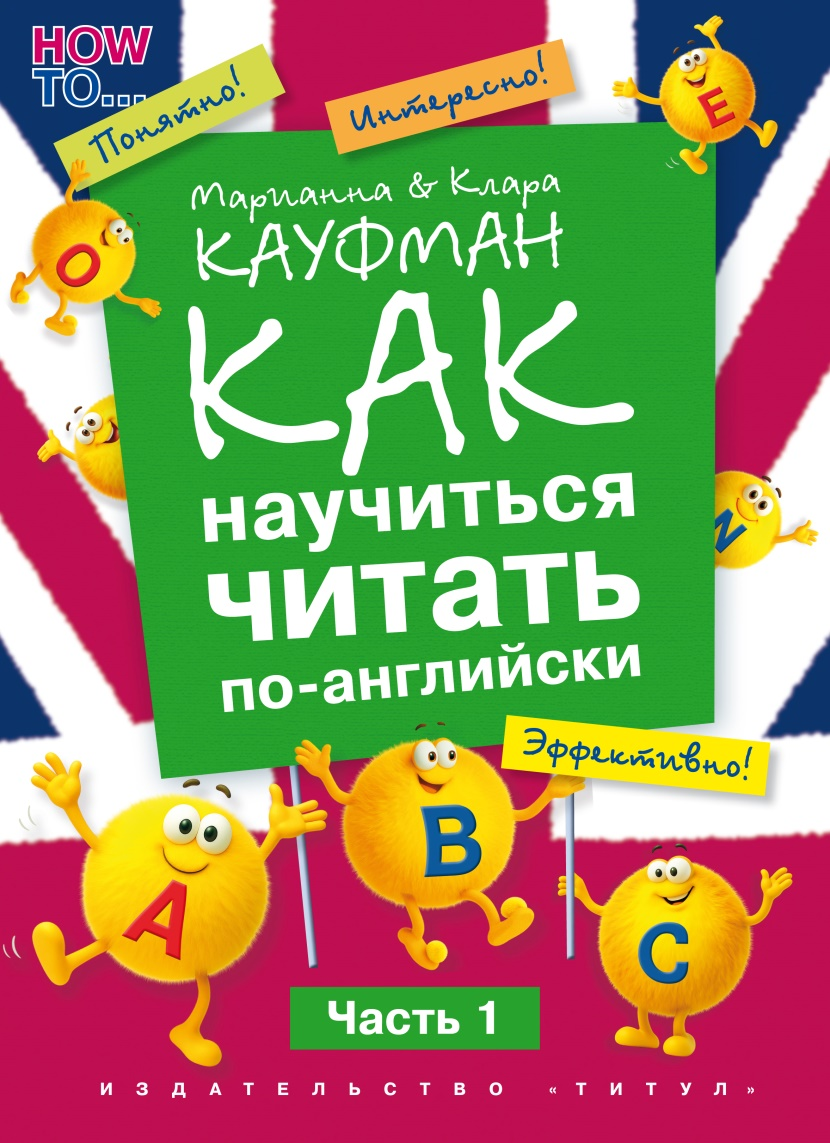 HOW
TO...
Понятно!
Интересно!
E
Марианна & Клара
КАУФМАН
О
КАК
научиться
читать
по-английски
N
Эффективно!
B
A
C
Часть 1
ИЗДАТЕЛЬСТВО «ТИТУЛ»